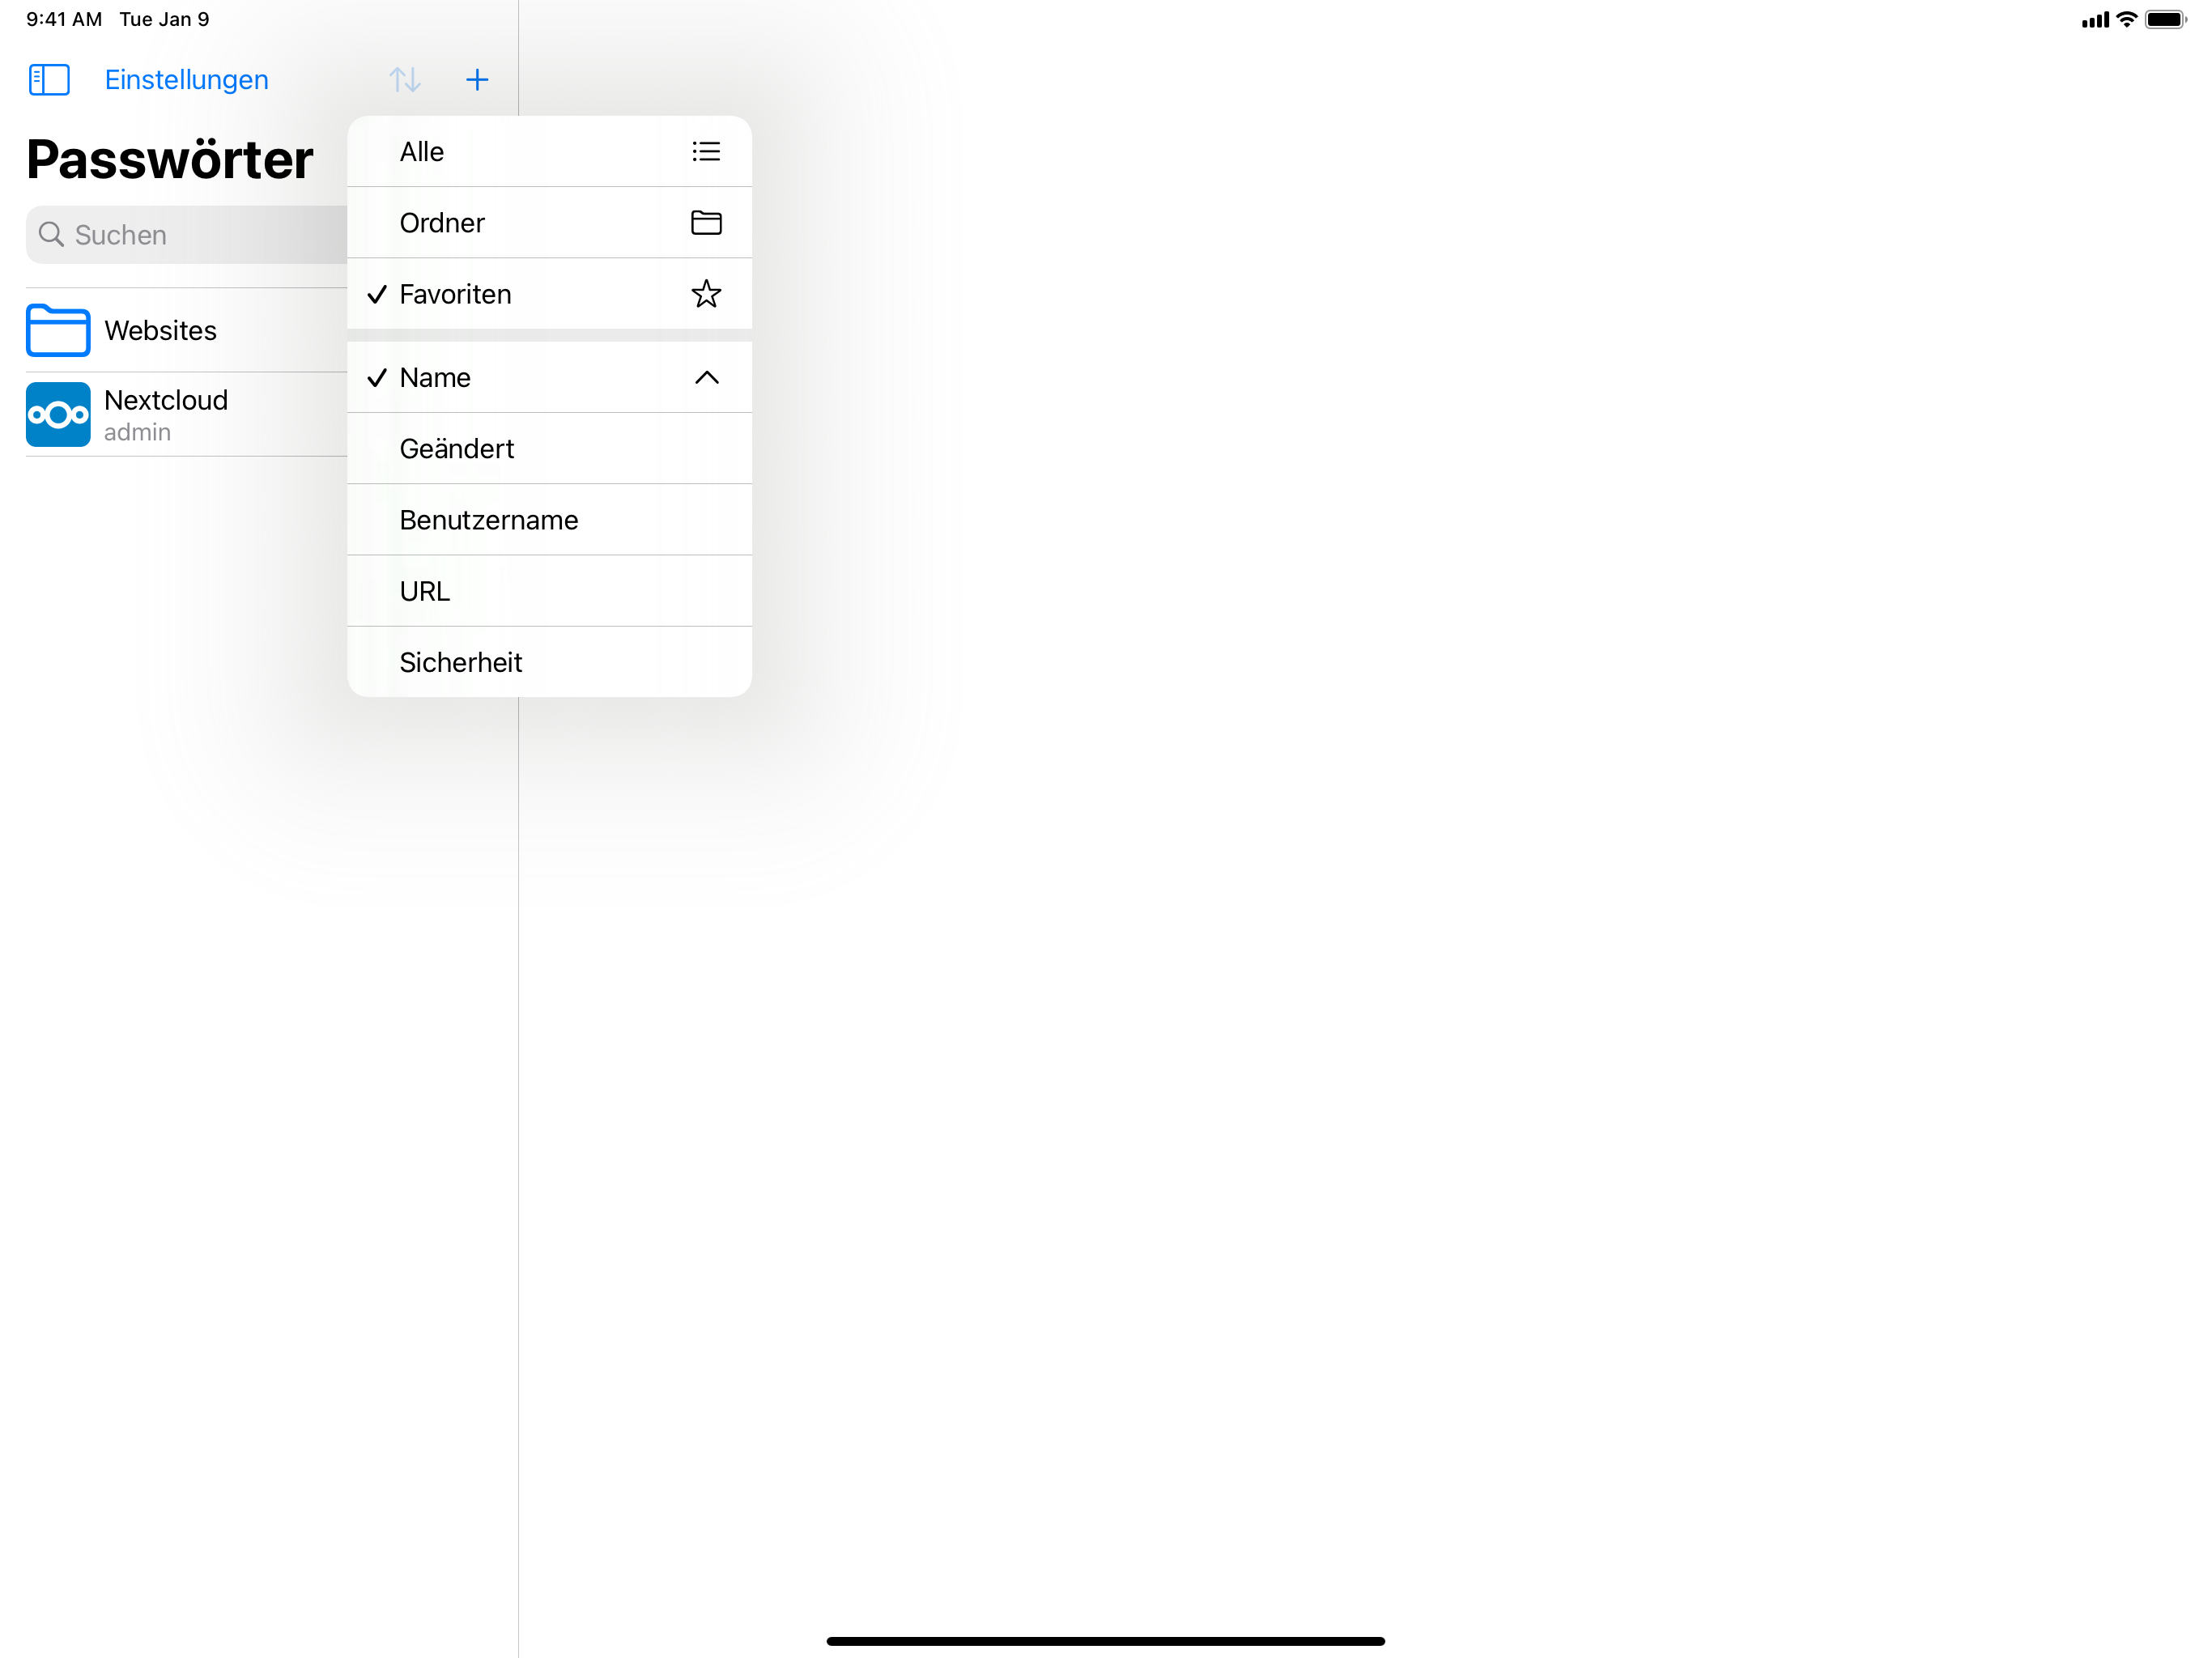 9:41 AM Tue Jan 9
Einstellungen
Passwörter
Suchen
Websites
Nextcloud
admin
Alle
Ordner
Favoriten
Name
Geändert
Benutzername
URL
Sicherheit